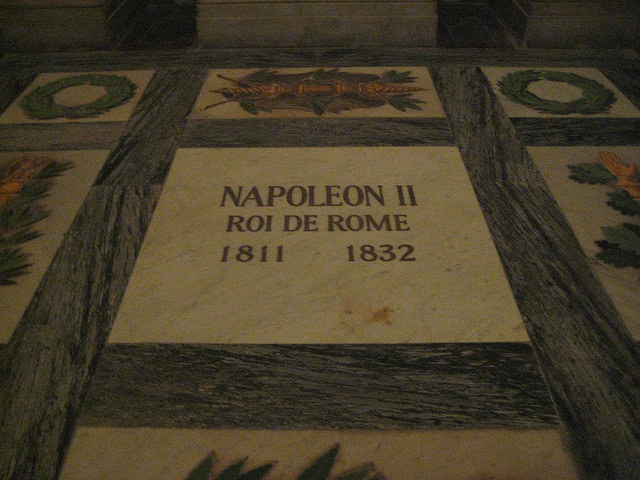 NAPOLEON II
ROI DE ROME
1811 1832